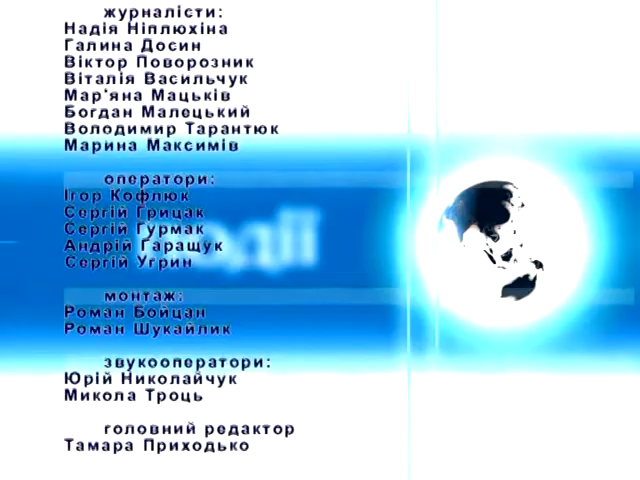 журналісти:
Надія Ніплюхіна
Галина Досин
Віктор Поворозник
Віталія Васильчук
Мар'яна Мацьків
Богдан Малецький
Володимир Тарантюк
Марина Максимів
оператори:
Ігор Кофлюк
Сергій Грицак
Сергій Гурмак
Андрій Гаращук
Сергій Угрин
монтаж:
Роман Бойцан
Роман Шукайлик
звукооператори:
Юрій Николайчук
Микола Троць
головний редактор
Тамара Приходько